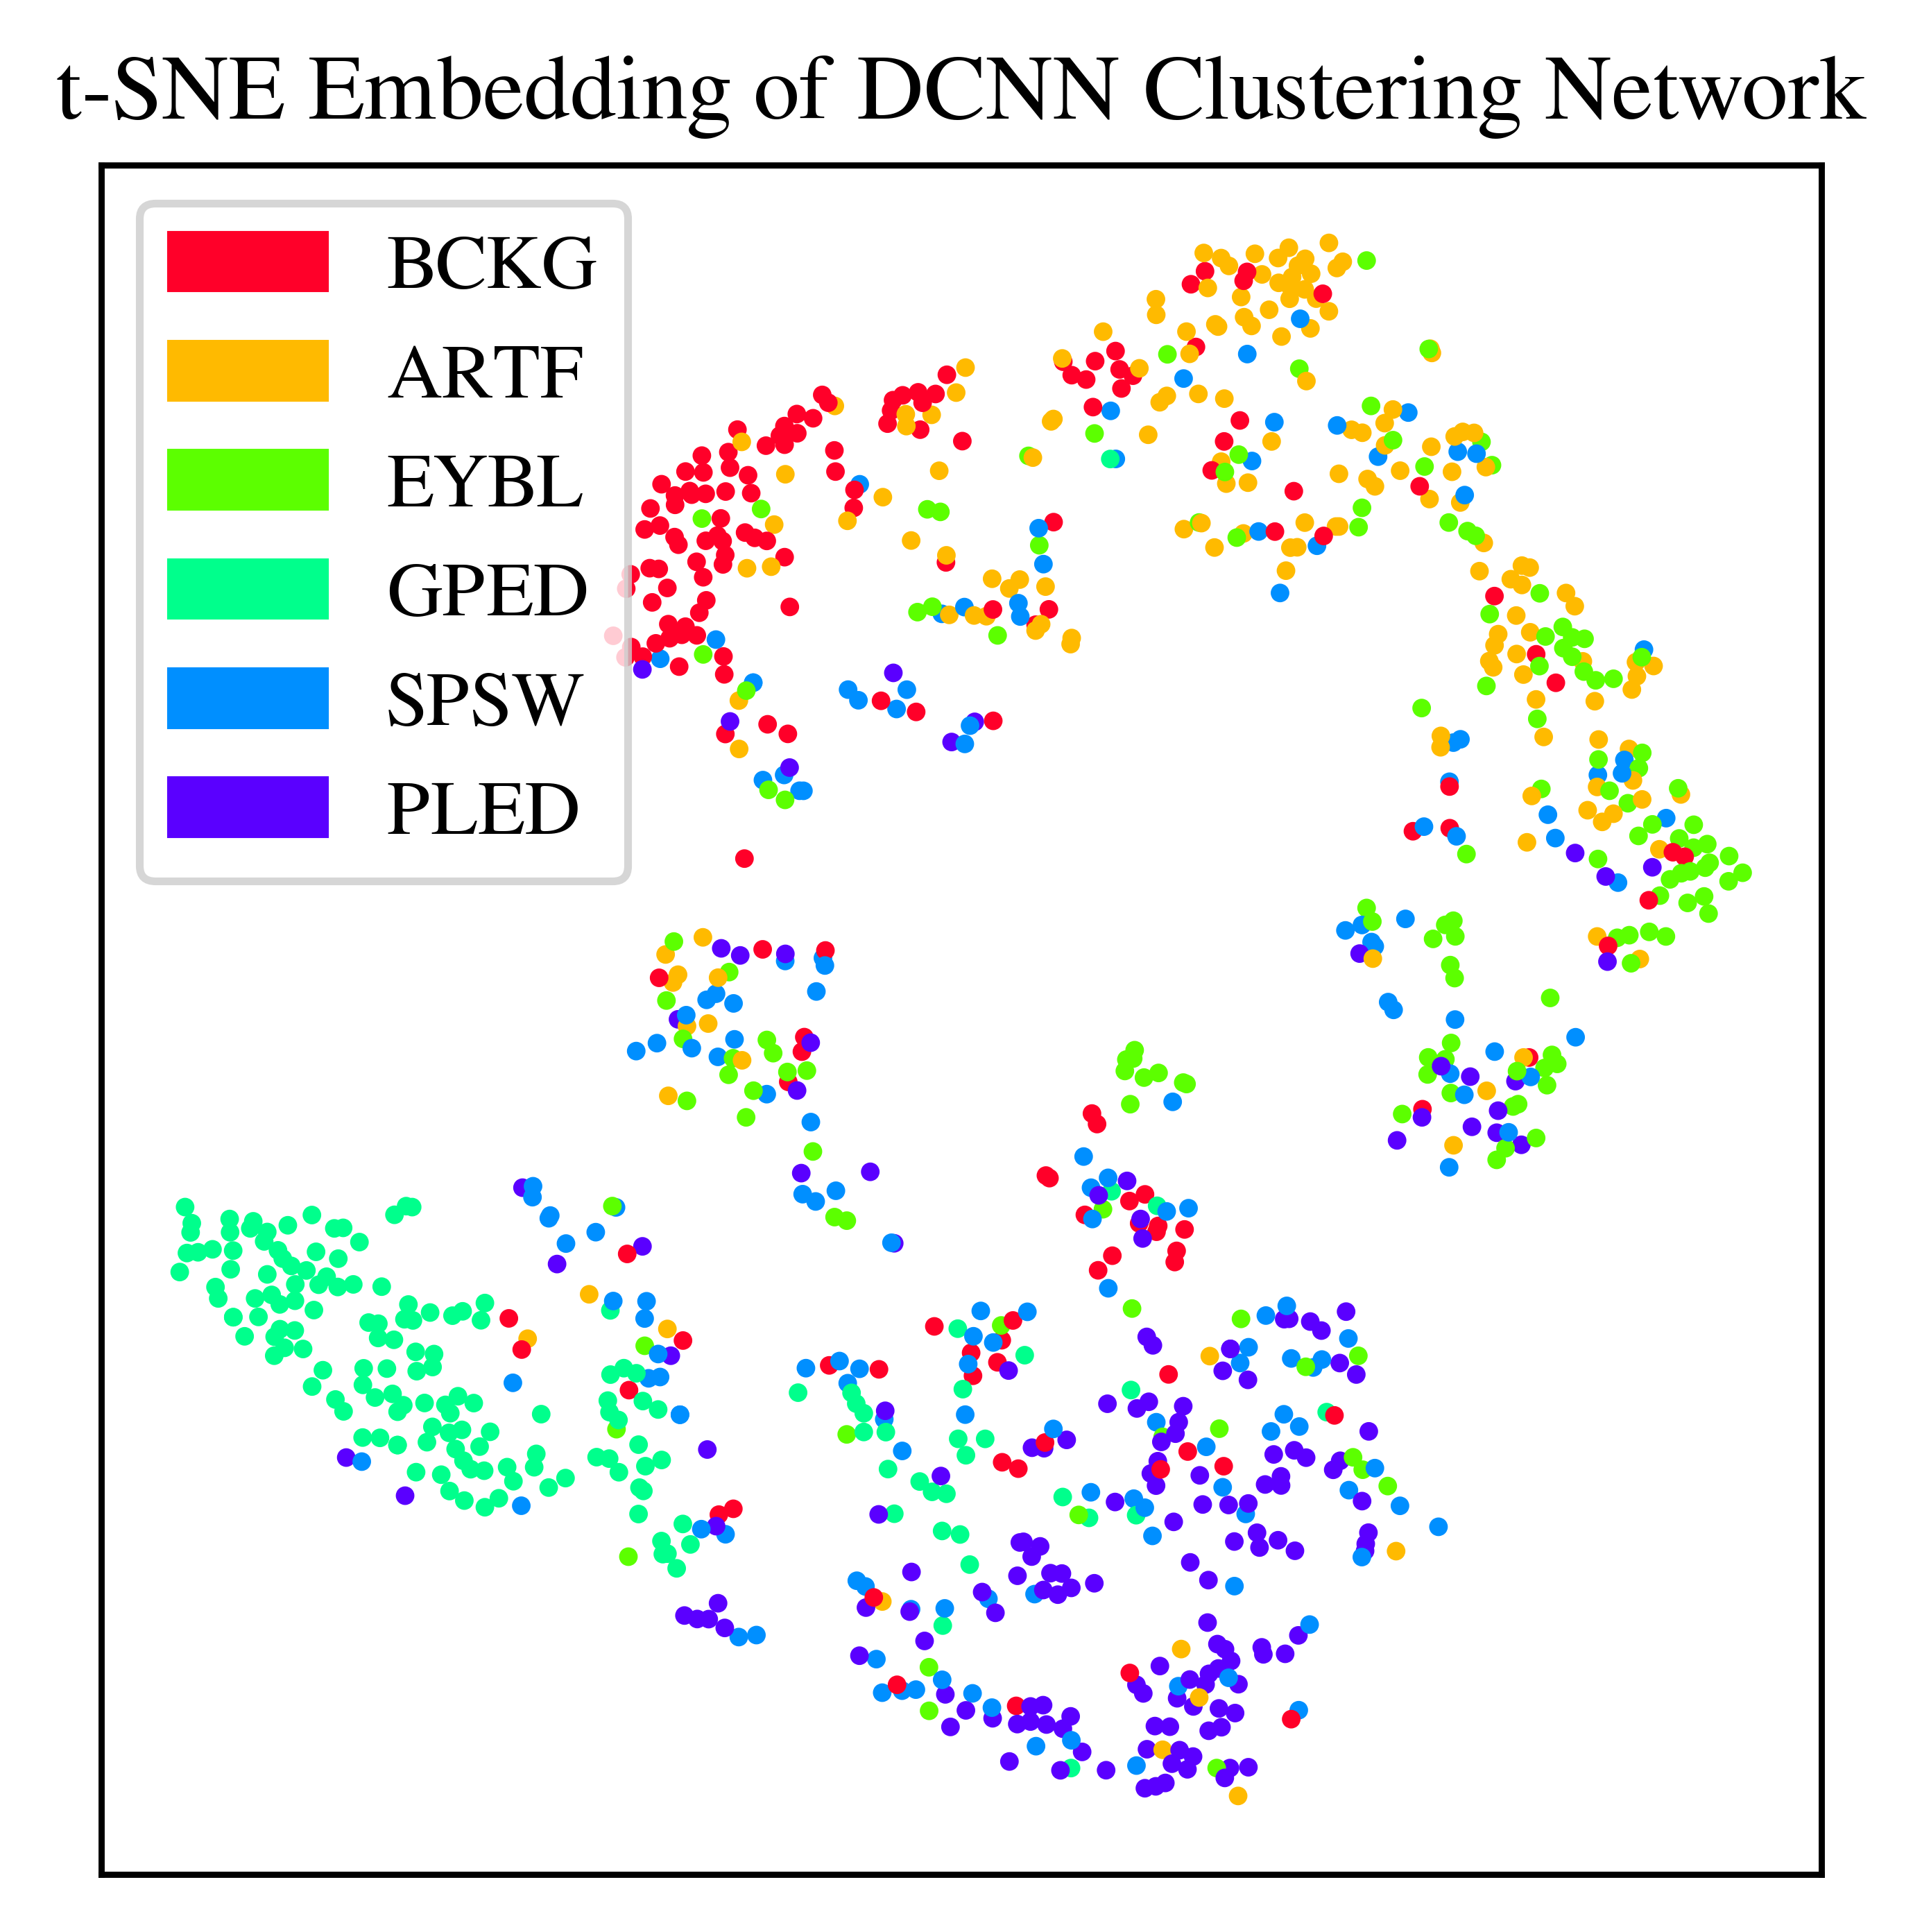 t-SNE Embedding of DCNN Clustering Network
BCKG
ARTF
EYBL
GPED
SPSW
PLED